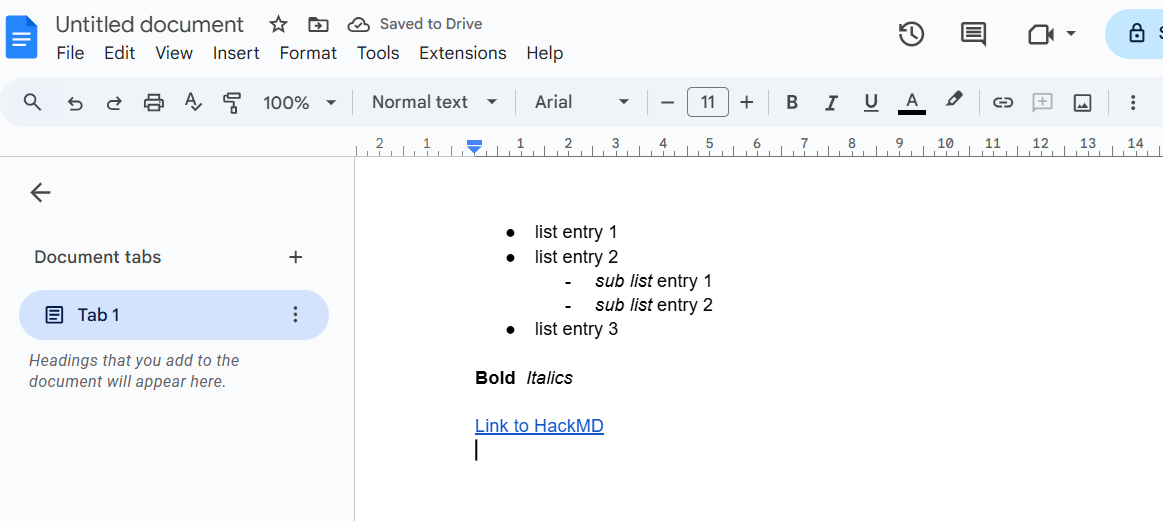 Untitled document Saved to Drive
File Edit View Insert Format Tools Extensions Help
100% Normal text Arial − 11 + B I U A
2 1 1 2 3 4 5 6 7 8 9 10 11 12 13 14
Document tabs +
Tab 1
Headings that you add to the
document will appear here.
● list entry 1
● list entry 2
- sub list entry 1
- sub list entry 2
● list entry 3
Bold Italics
Link to HackMD